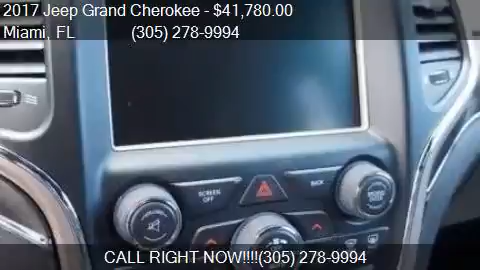 2017 Jeep Grand Cherokee - $41,780.00
Miami, FL (305) 278-9994
SCREEN OFF
BACK
CALL RIGHT NOW!!!!(305) 278-9994